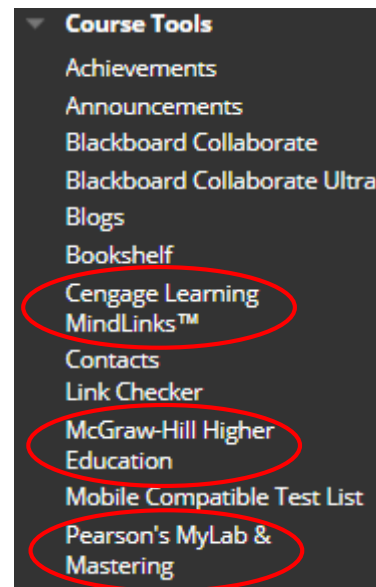 Course Tools
Achievements
Announcements
Blackboard Collaborate
Blackboard Collaborate Ultra
Blogs
Bookshelf
Cengage Learning
MindLinks™
Contacts
Link Checker
McGraw-Hill Higher
Education
Mobile Compatible Test List
Pearson's MyLab &
Mastering